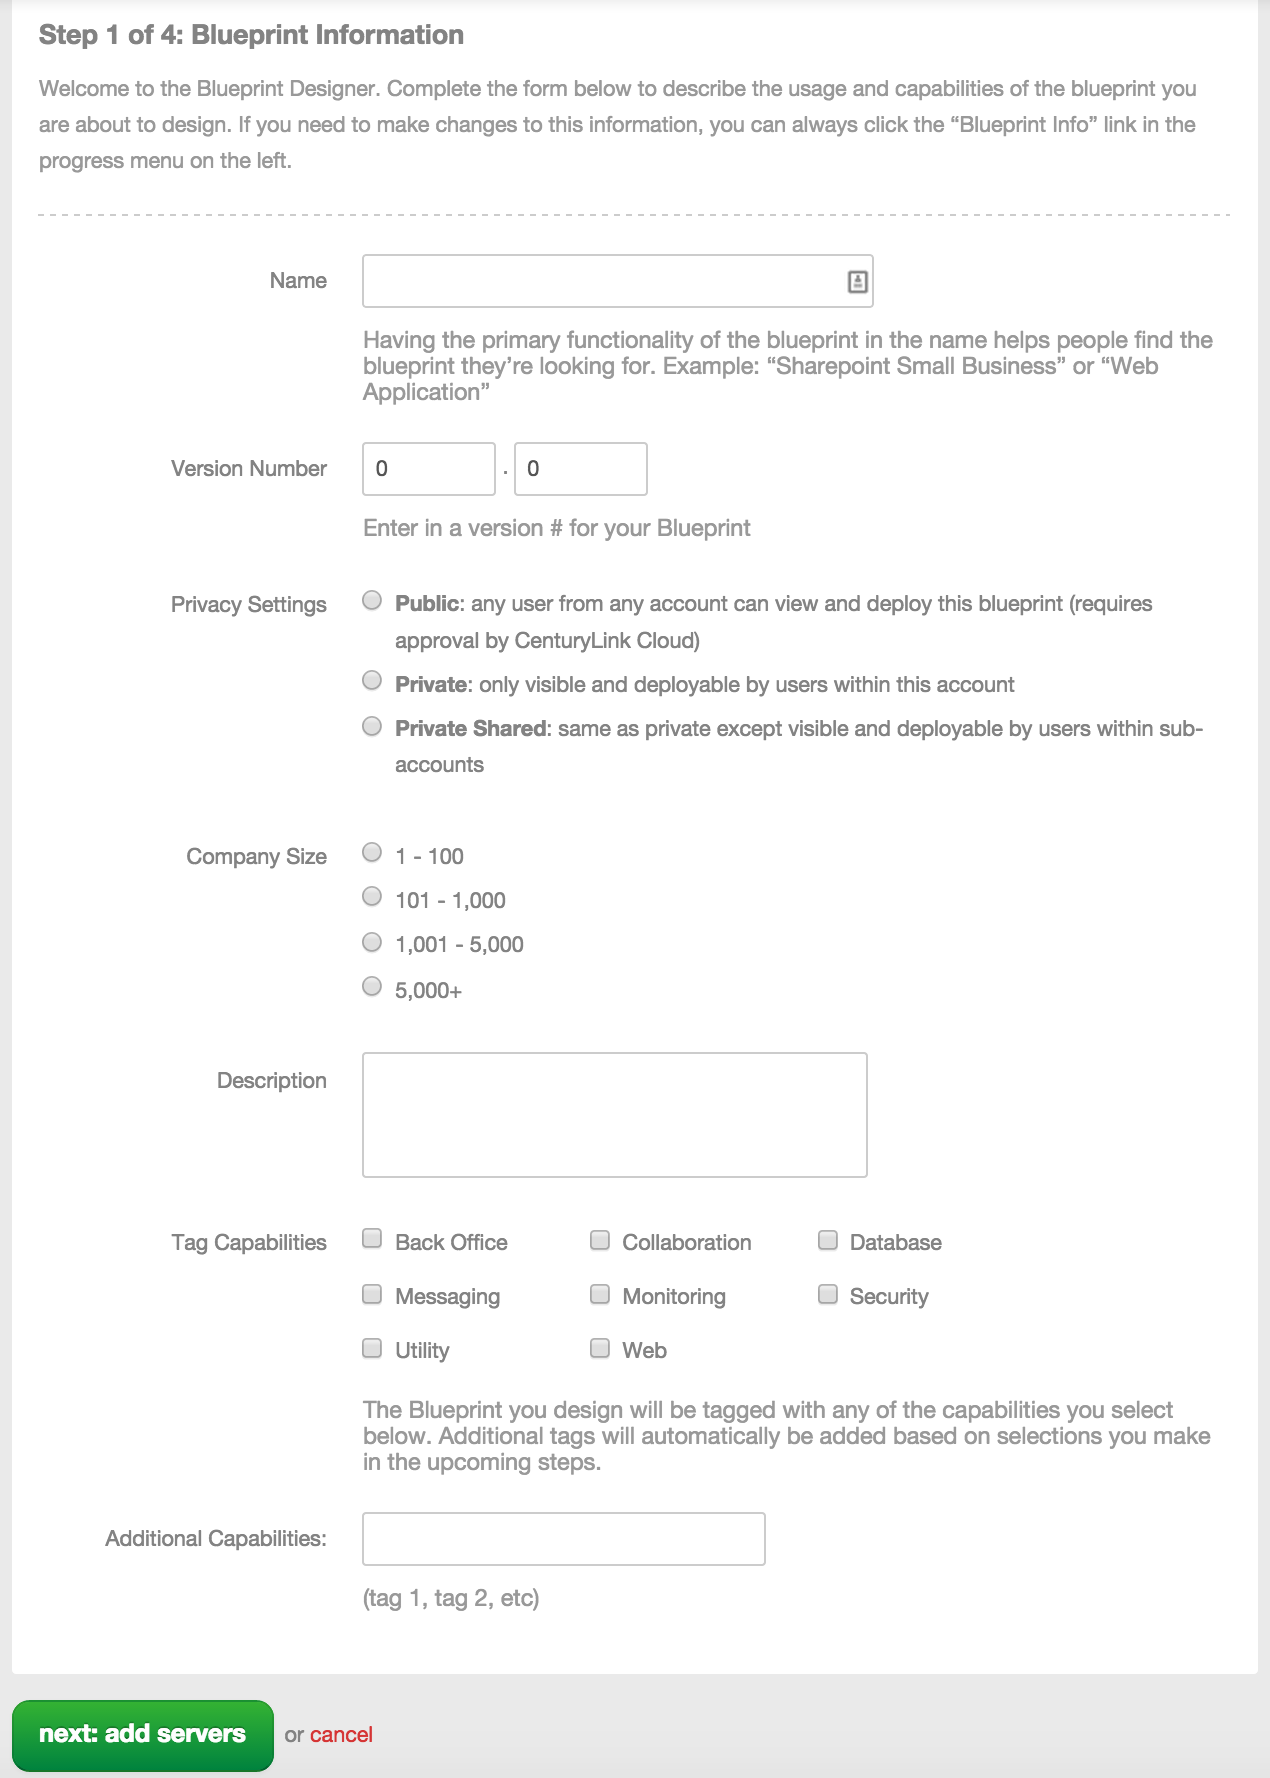 Step 1 of 4: Blueprint Information
Welcome to the Blueprint Designer. Complete the form below to describe the usage and capabilities of the blueprint you
are about to design. If you need to make changes to this information, you can always click the “Blueprint Info” link in the
progress menu on the left.
Name
Having the primary functionality of the blueprint in the name helps people find the
blueprint they’re looking for. Example: “Sharepoint Small Business” or “Web
Application”
Version Number 0 . 0
Enter in a version # for your Blueprint
Privacy Settings Public: any user from any account can view and deploy this blueprint (requires
approval by CenturyLink Cloud)
Private: only visible and deployable by users within this account
Private Shared: same as private except visible and deployable by users within sub-
accounts
Company Size 1 - 100
101 - 1,000
1,001 - 5,000
5,000+
Description
Tag Capabilities Back Office Collaboration Database
Messaging Monitoring Security
Utility Web
The Blueprint you design will be tagged with any of the capabilities you select
below. Additional tags will automatically be added based on selections you make
in the upcoming steps.
Additional Capabilities:
(tag 1, tag 2, etc)
next: add servers or cancel